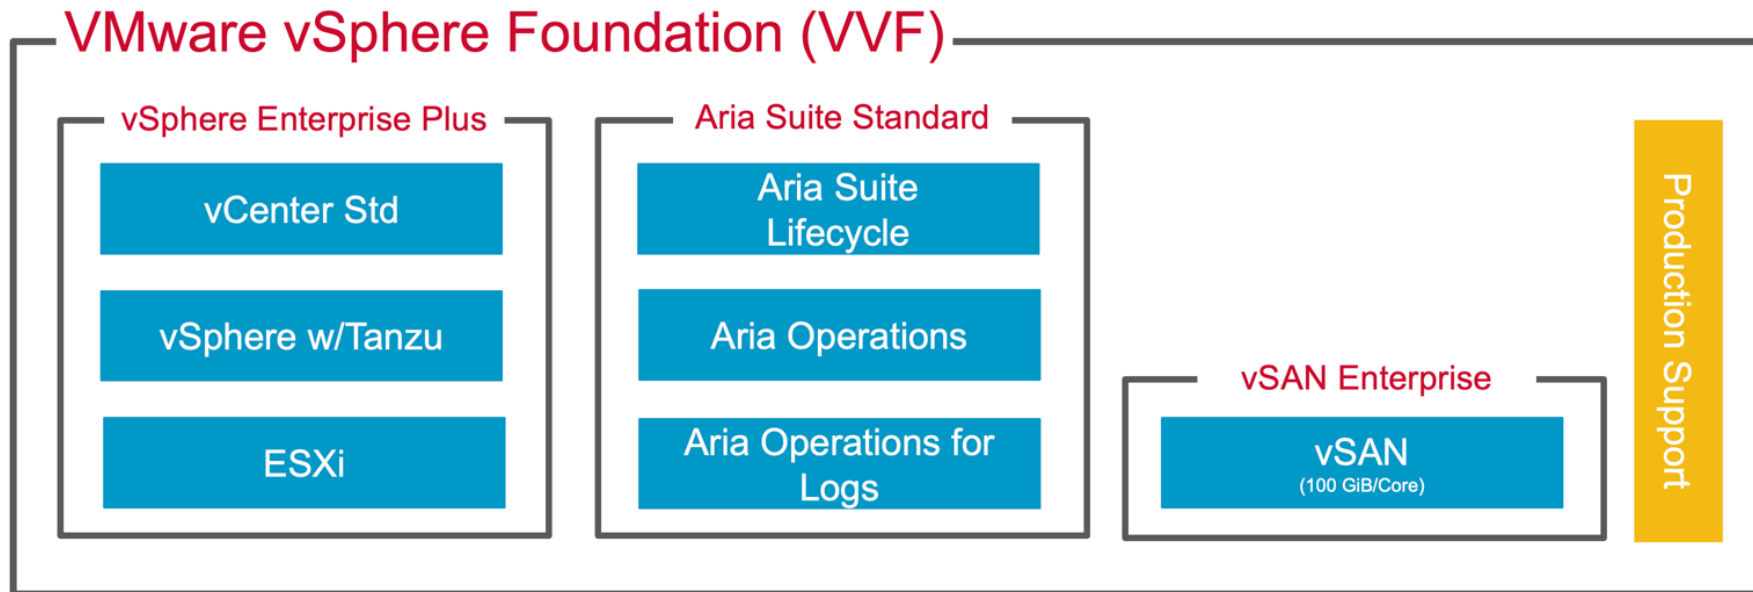 VMware vSphere Foundation (VVF)
vSphere Enterprise Plus
vCenter Std
vSphere w/Tanzu
ESXi
Aria Suite Standard
Aria Suite
Lifecycle
Aria Operations
Aria Operations for
Logs
vSAN Enterprise
vSAN
(100 GiB/Core)
Production Support